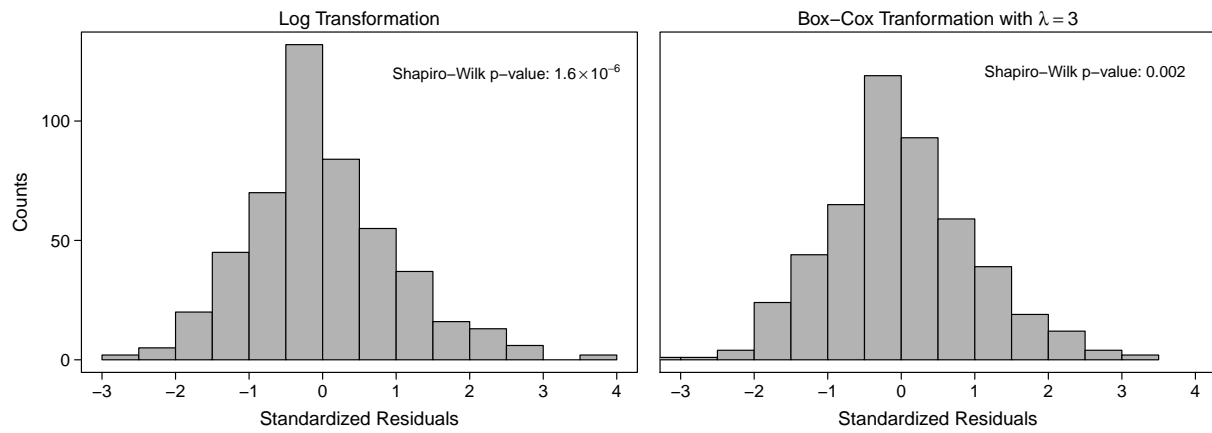 Log Transformation
Shapiro−Wilk p−value: 1.6×10⁻⁶
Counts
100
50
0
−3 −2 −1 0 1 2 3 4
Standardized Residuals
Box−Cox Tranformation with λ = 3
Shapiro−Wilk p−value: 0.002
−3 −2 −1 0 1 2 3 4
Standardized Residuals